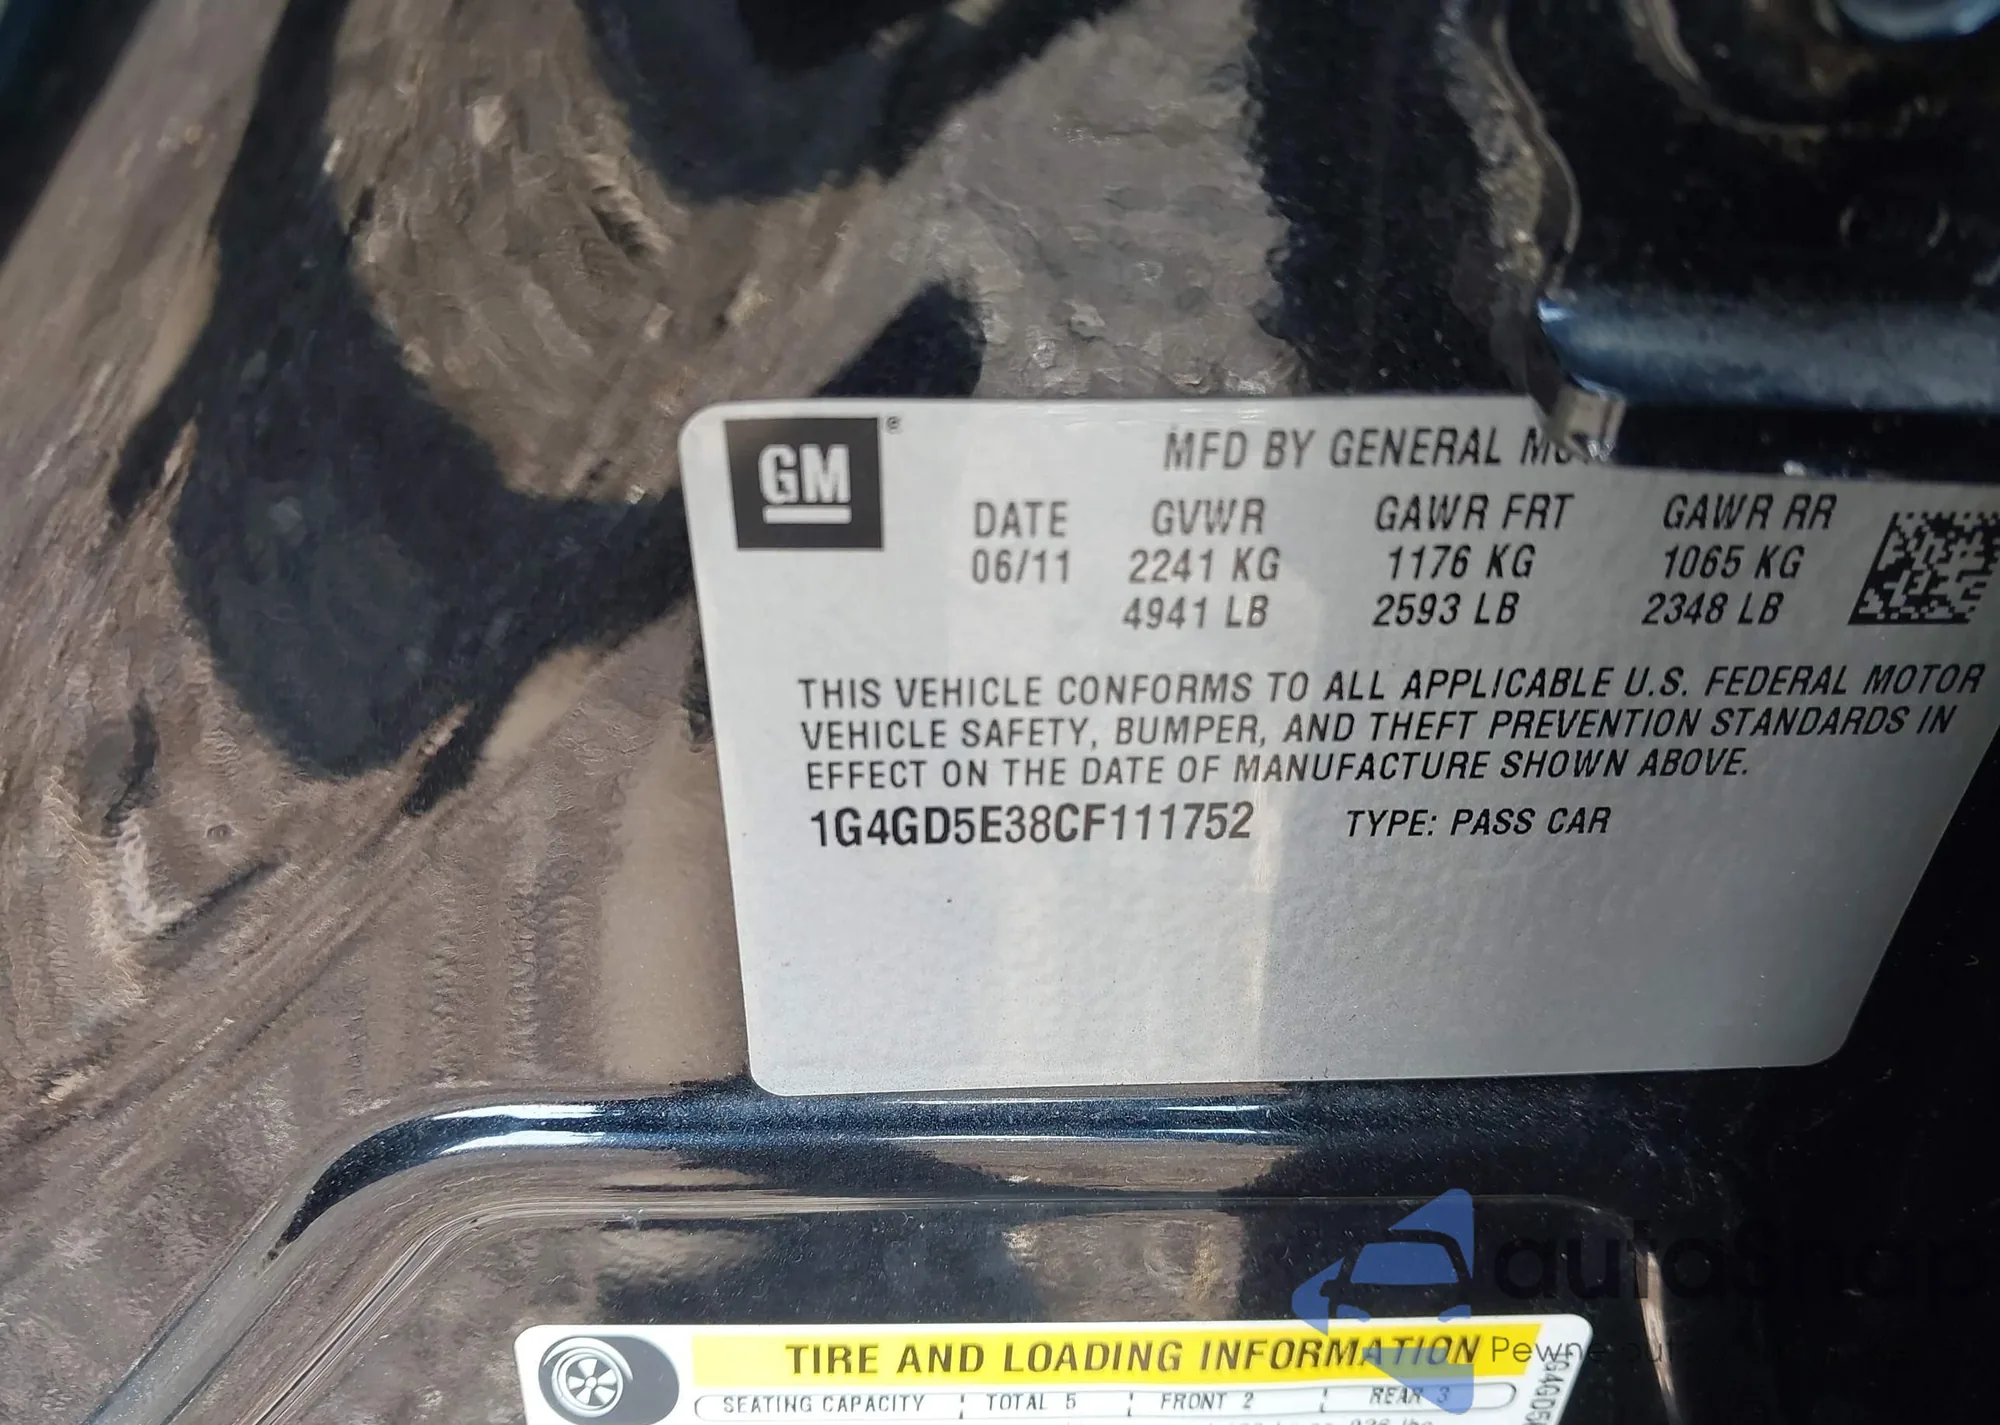 GM®
MFD BY GENERAL
DATE GVWR GAWR FRT GAWR RR
06/11 2241 KG 1176 KG 1065 KG
4941 LB 2593 LB 2348 LB
THIS VEHICLE CONFORMS TO ALL APPLICABLE U.S. FEDERAL MOTOR
VEHICLE SAFETY, BUMPER, AND THEFT PREVENTION STANDARDS IN
EFFECT ON THE DATE OF MANUFACTURE SHOWN ABOVE.
1G4GD5E38CF111752 TYPE: PASS CAR
autosnap
TIRE AND LOADING INFORMATION
SEATING CAPACITY TOTAL 5 FRONT 2 REAR 3